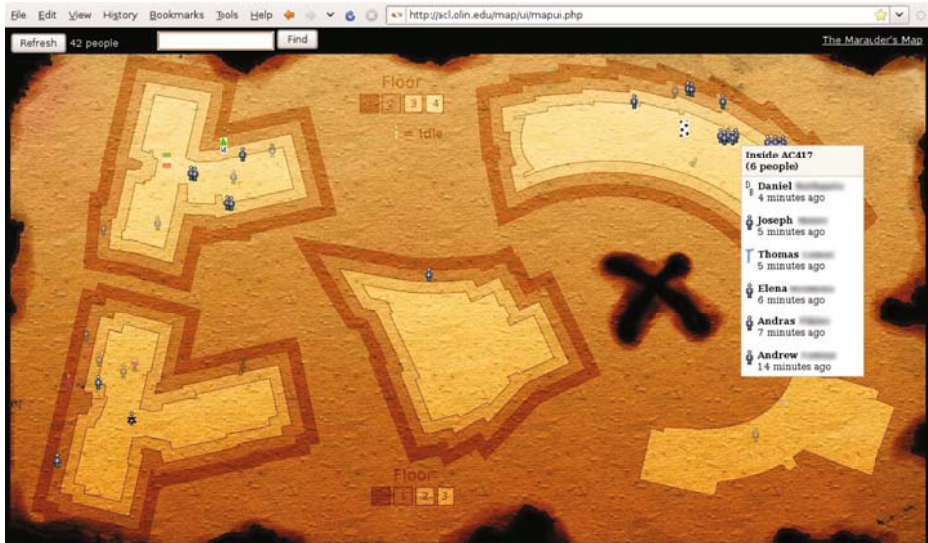 File Edit View History Bookmarks Tools Help http://acl.olin.edu/map/ui/mapui.php
Refresh 42 people Find The Marauder's Map
Floor
2 3 4
= Idle
Inside AC417
(6 people)
Daniel
4 minutes ago
Joseph
5 minutes ago
Thomas
5 minutes ago
Elena
6 minutes ago
Andras
7 minutes ago
Andrew
14 minutes ago
Floor
1 2 3